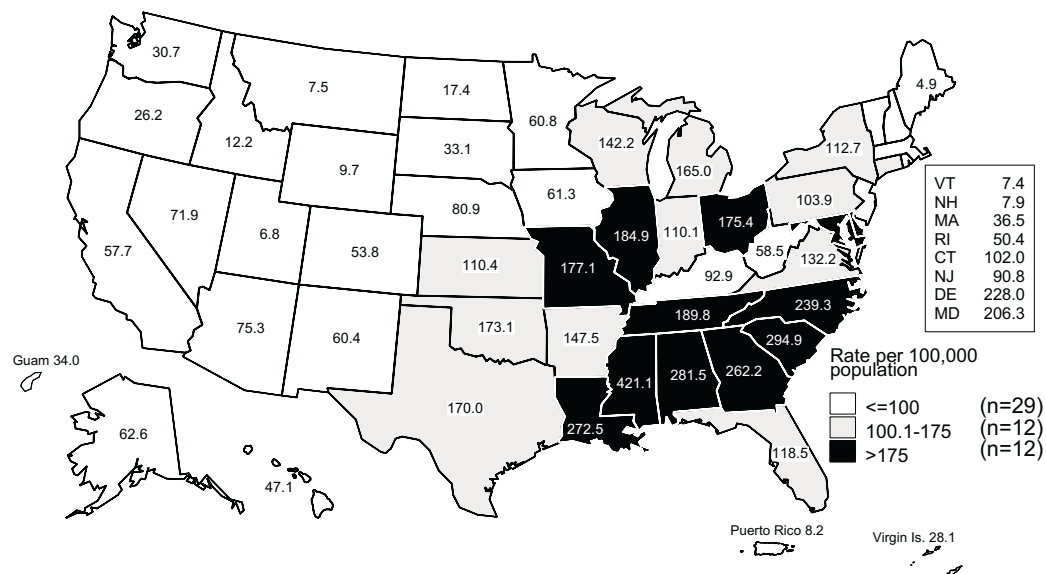 30.7
7.5
17.4
60.8
4.9
26.2
12.2
33.1
142.2
112.7
9.7
165.0
61.3
103.9
71.9
80.9
175.4
6.8
184.9
110.1
57.7
53.8
58.5
132.2
110.4
177.1
92.9
VT 7.4
NH 7.9
MA 36.5
RI 50.4
CT 102.0
NJ 90.8
DE 228.0
MD 206.3
75.3
60.4
173.1
147.5
189.8
239.3
294.9
Guam 34.0
421.1
281.5
262.2
170.0
272.5
118.5
62.6
47.1
Rate per 100,000
population
<=100 (n=29)
100.1-175 (n=12)
>175 (n=12)
Puerto Rico 8.2
Virgin Is. 28.1